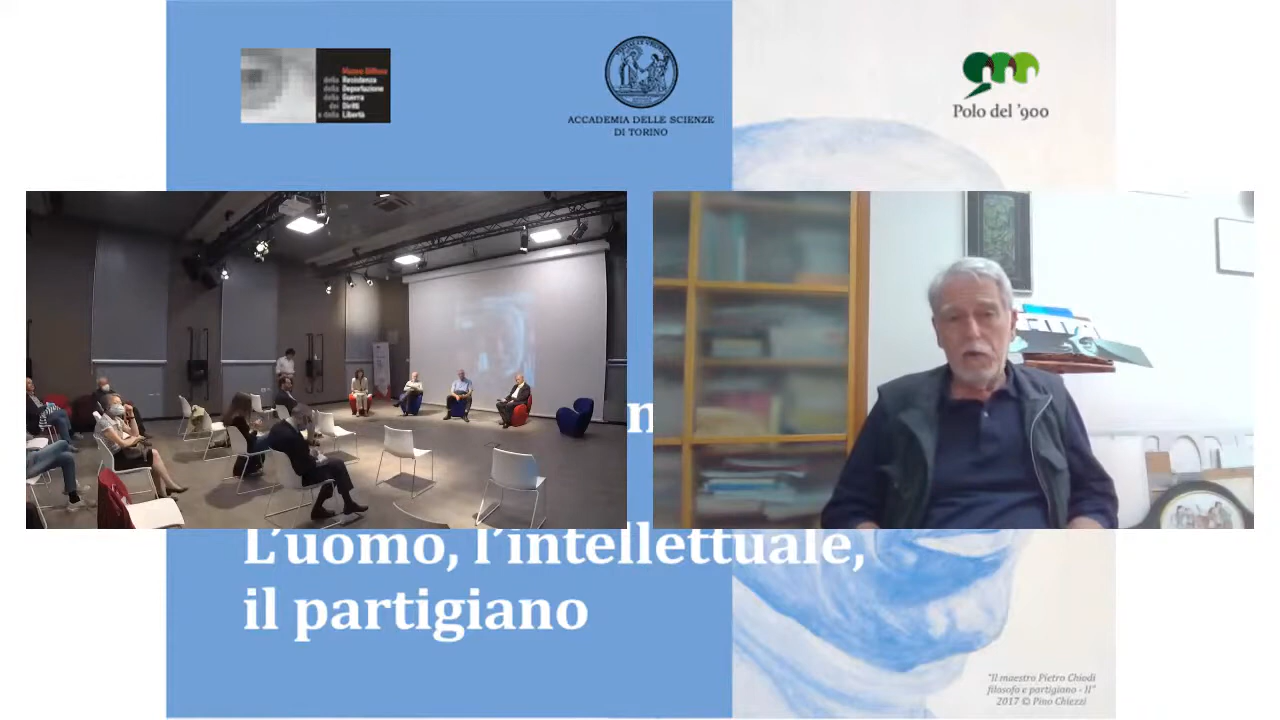 Museo Diffuso
della Resistenza
della Deportazione
della Guerra
dei Diritti
e della Libertà
ACCADEMIA DELLE SCIENZE
DI TORINO
Polo del '900
L'uomo, l'intellettuale,
il partigiano
"Il maestro Pietro Chiodi
filosofo e partigiano - II"
2017 © Pino Chiezzi